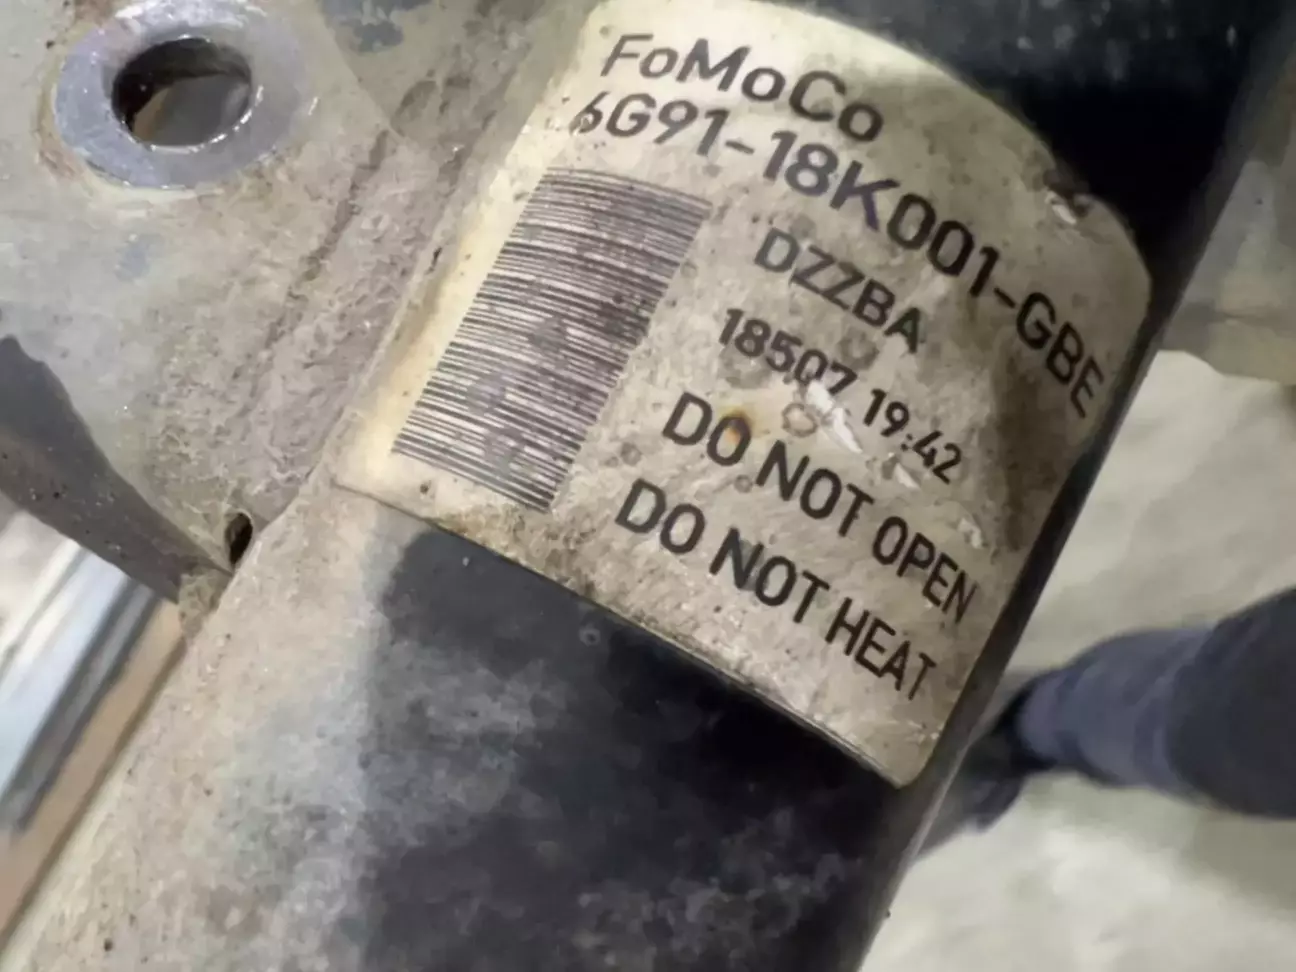 FoMoCo
6G91-18K001-GBE
DZZBA
18507 19:42
DO NOT OPEN
DO NOT HEAT